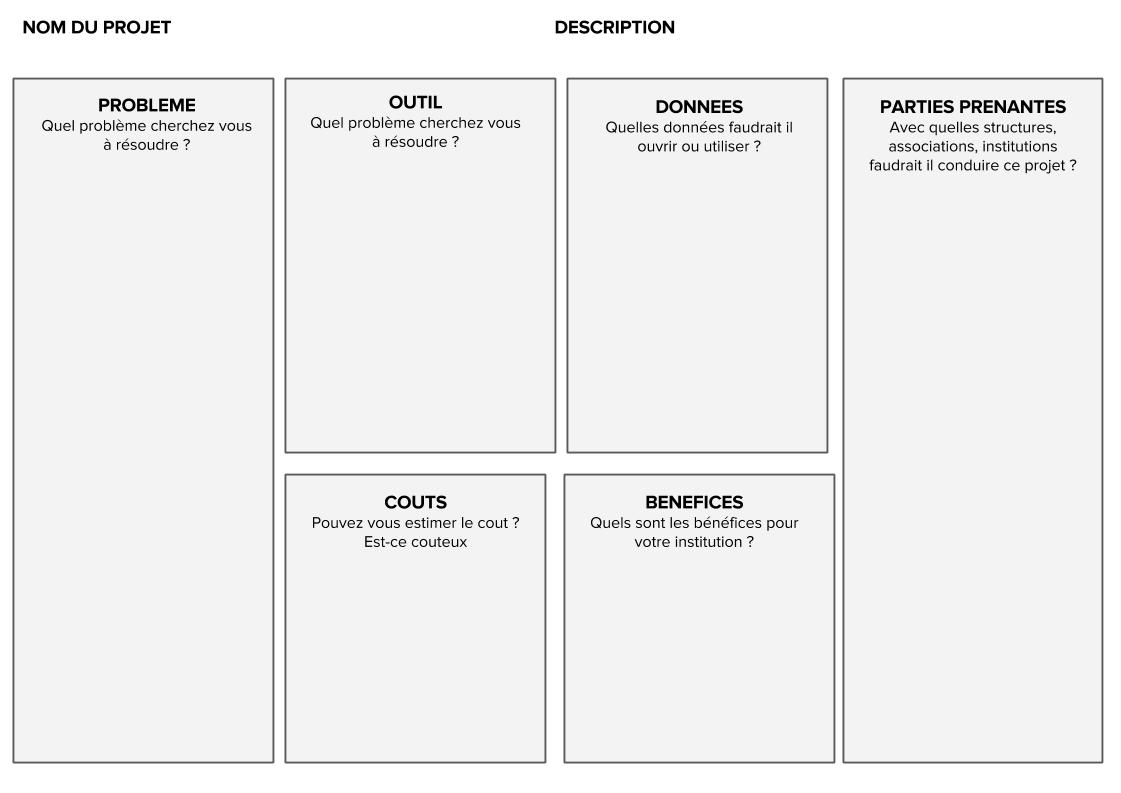 NOM DU PROJET
DESCRIPTION
PROBLEME
Quel problème cherchez vous
à résoudre ?
OUTIL
Quel problème cherchez vous
à résoudre ?
DONNEES
Quelles données faudrait il
ouvrir ou utiliser ?
PARTIES PRENANTES
Avec quelles structures,
associations, institutions
faudrait il conduire ce projet ?
COUTS
Pouvez vous estimer le cout ?
Est-ce couteux
BENEFICES
Quels sont les bénéfices pour
votre institution ?